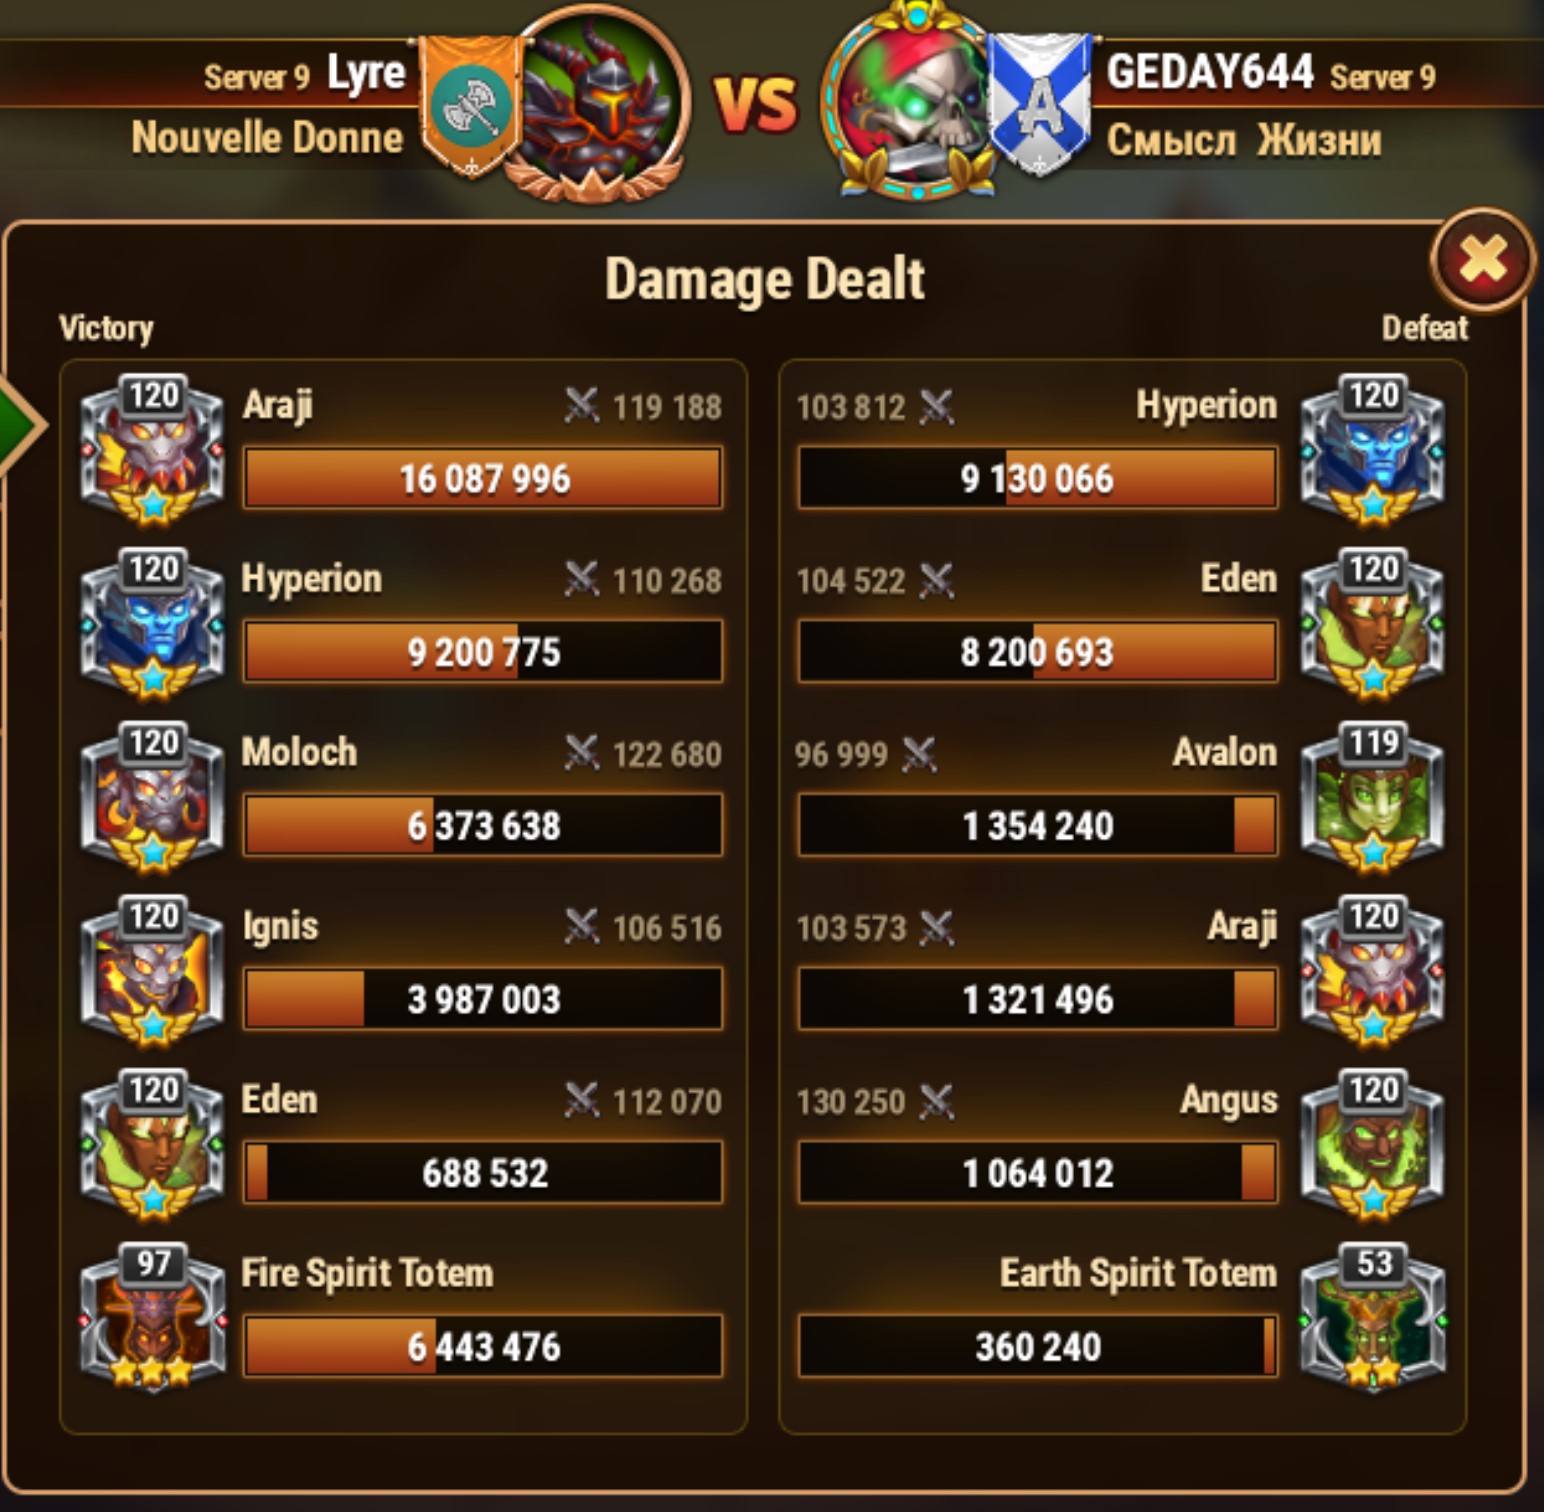 Server 9 Lyre
Nouvelle Donne
VS
GEDAY644 Server 9
A
Смысл Жизни
Damage Dealt
Victory
Defeat
120
Araji 119 188
16 087 996
120
Hyperion 110 268
9 200 775
120
Moloch 122 680
6 373 638
120
Ignis 106 516
3 987 003
120
Eden 112 070
688 532
97
Fire Spirit Totem
6 443 476
103 812 Hyperion
120
9 130 066
104 522 Eden
120
8 200 693
96 999 Avalon
119
1 354 240
103 573 Araji
120
1 321 496
130 250 Angus
120
1 064 012
Earth Spirit Totem
53
360 240